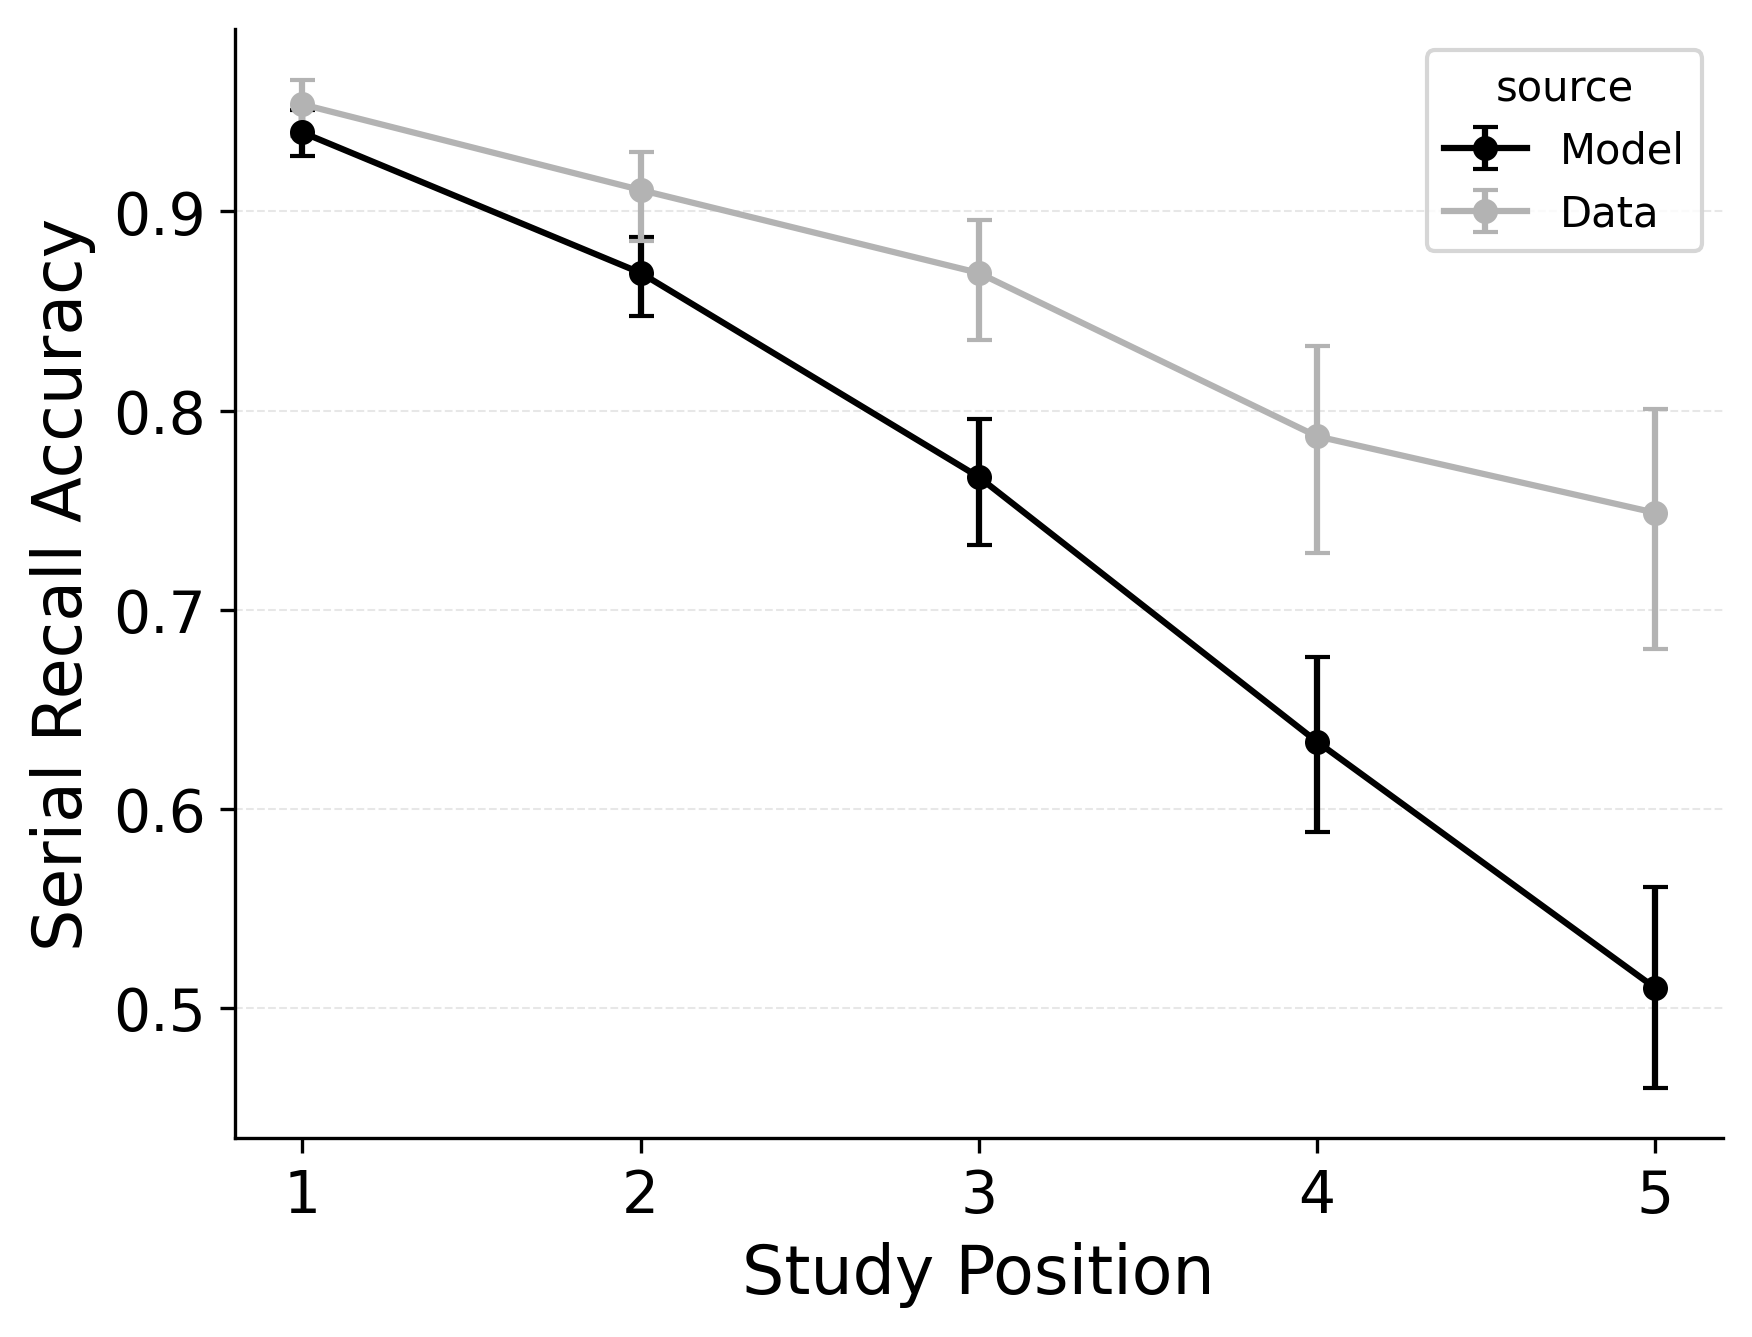 source
Model
Data
0.9
0.8
0.7
0.6
0.5
Serial Recall Accuracy
1 2 3 4 5
Study Position